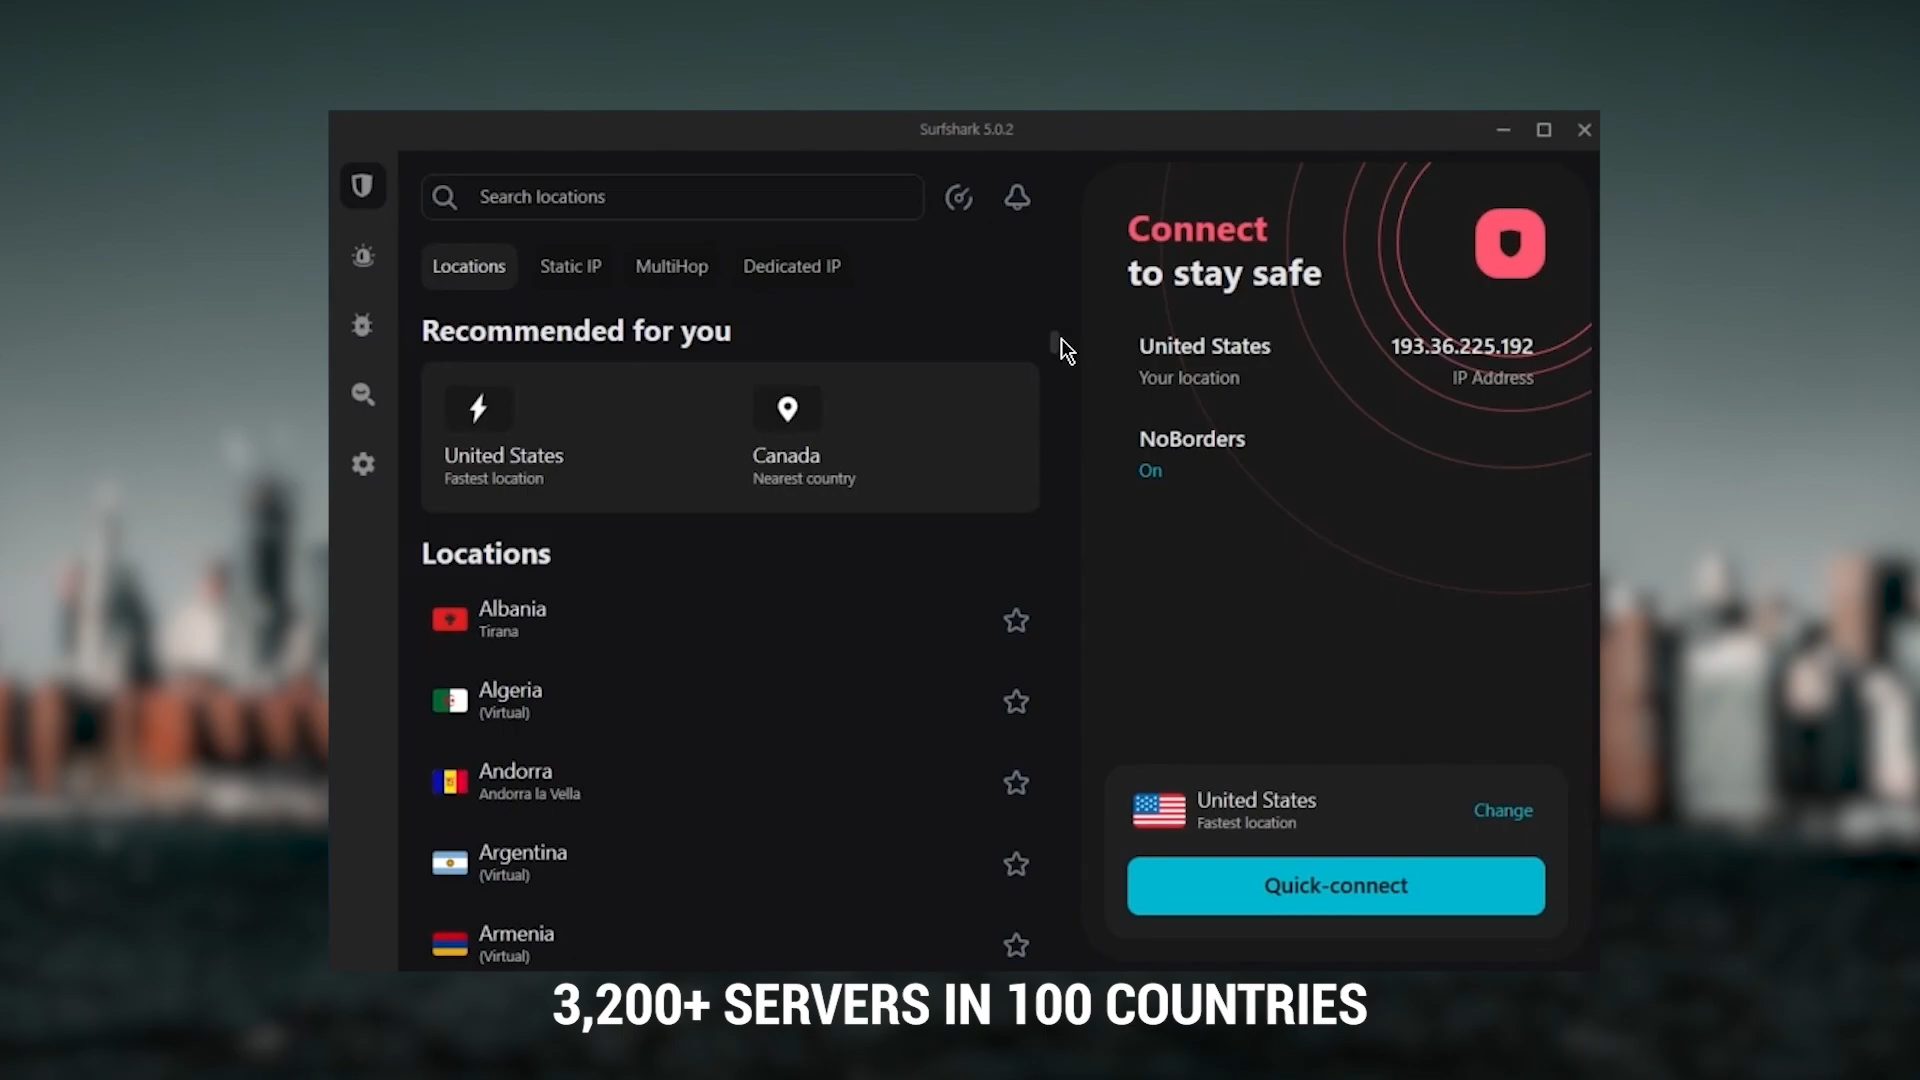 Surfshark 5.0.2
Search locations
Locations
Static IP
MultiHop
Dedicated IP
Recommended for you
United States
Fastest location
Canada
Nearest country
Locations
Albania
Tirana
Algeria
(Virtual)
Andorra
Andorra la Vella
Argentina
(Virtual)
Armenia
(Virtual)
Connect
to stay safe
United States
193.36.225.192
Your location
IP Address
NoBorders
On
United States
Fastest location
Change
Quick-connect
3,200+ SERVERS IN 100 COUNTRIES